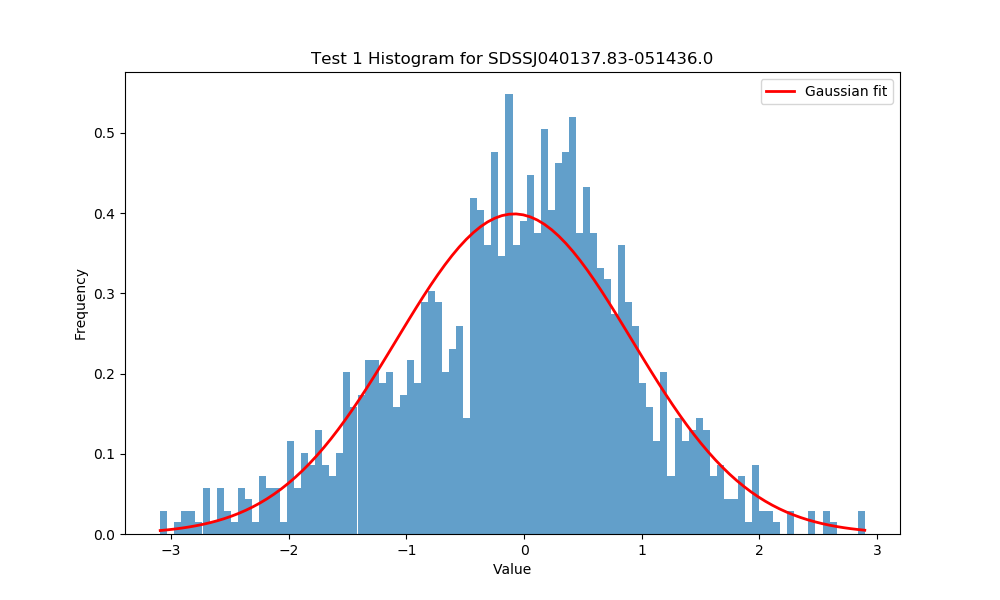 Test 1 Histogram for SDSSJ040137.83-051436.0
Gaussian fit
0.5
0.4
0.3
0.2
0.1
0.0
Frequency
−3 −2 −1 0 1 2 3
Value